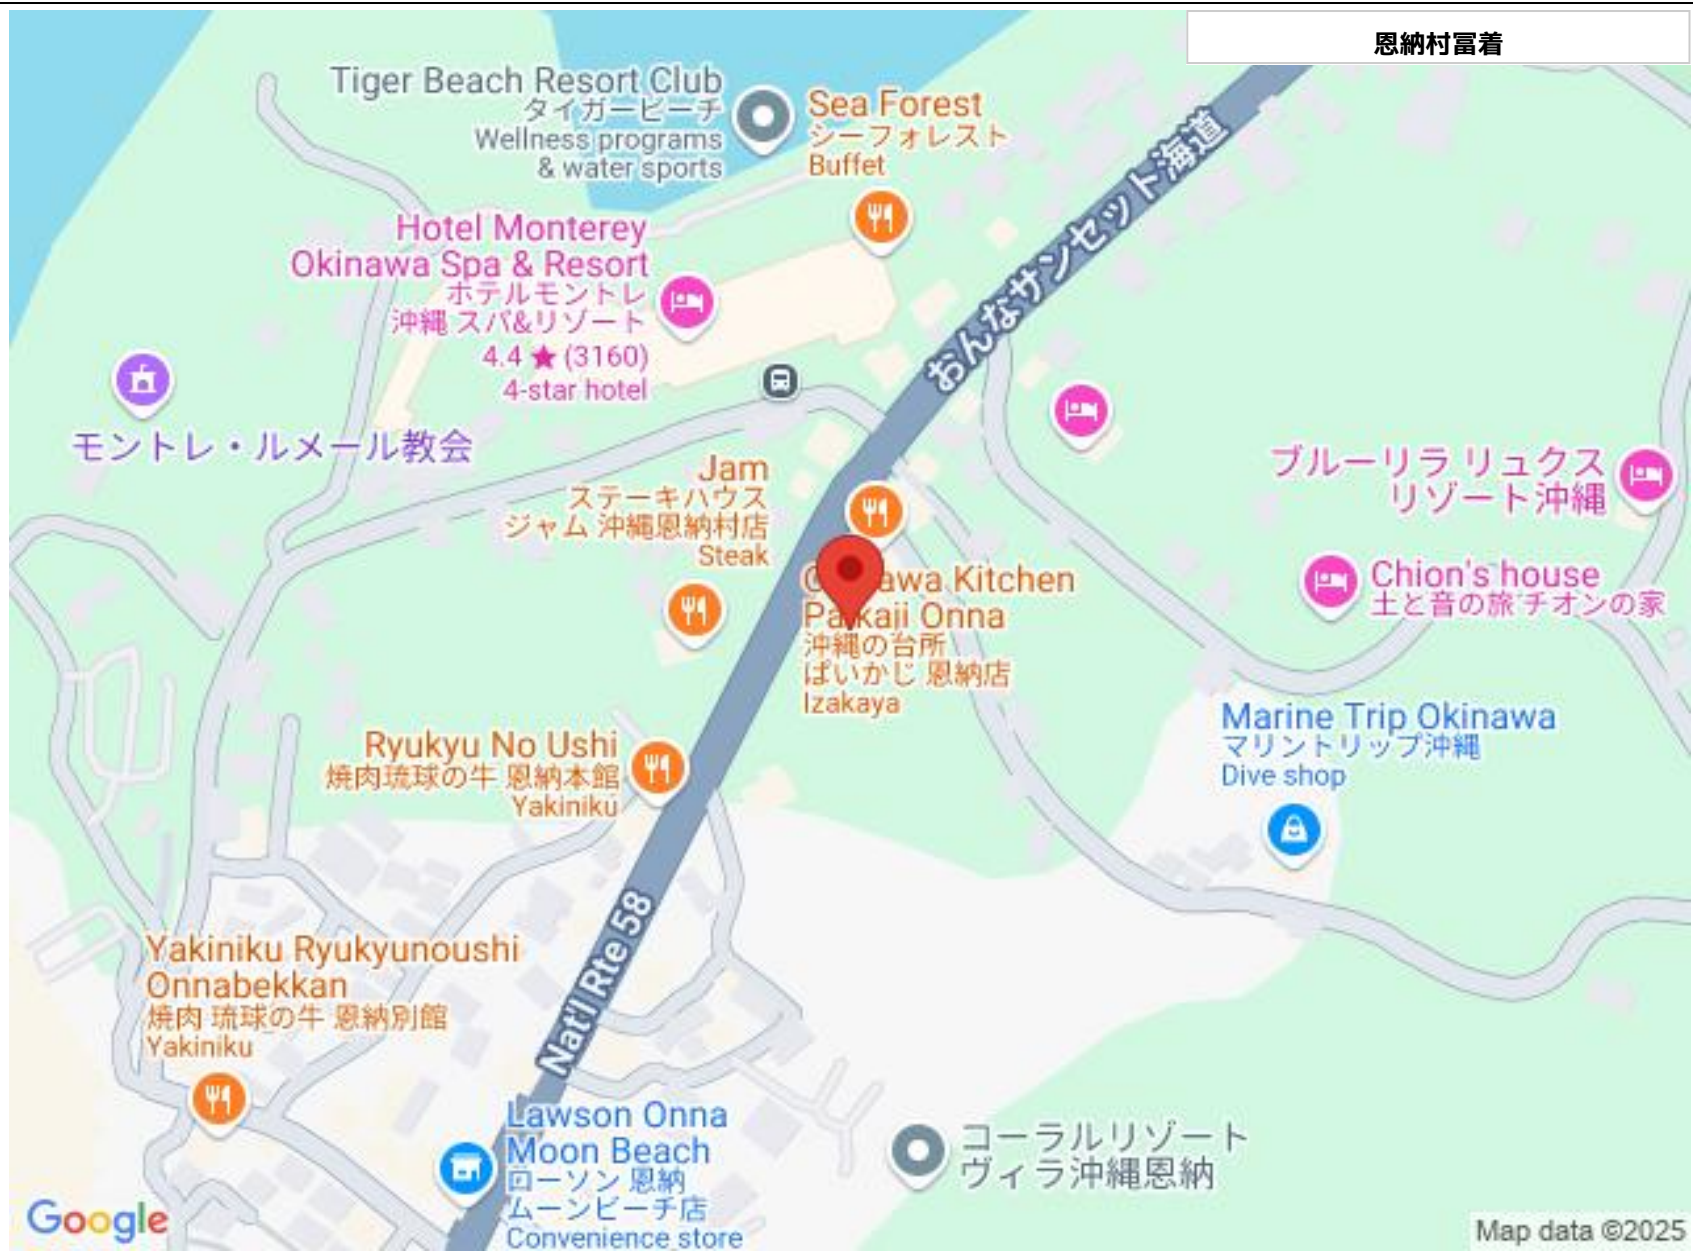 恩納村冨着
Tiger Beach Resort Club
タイガービーチ
Wellness programs
& water sports
Sea Forest
シーフォレスト
Buffet
おんなサンセット海道
Hotel Monterey
Okinawa Spa & Resort
ホテルモントレ
沖縄 スパ&リゾート
4.4 ★ (3160)
4-star hotel
モントレ・ルメール教会
Jam
ステーキハウス
ジャム 沖縄恩納村店
Steak
ブルーリラ リュクス
リゾート沖縄
Chion's house
土と音の旅 チオンの家
Kitchen
Onna
沖縄の台所
ぱいかじ 恩納店
Izakaya
Ryukyu No Ushi
焼肉琉球の牛 恩納本館
Yakiniku
Marine Trip Okinawa
マリントリップ沖縄
Dive shop
Nat'l Rte 58
Yakiniku Ryukyunoushi
Onnabekkan
焼肉 琉球の牛 恩納別館
Yakiniku
Lawson Onna
Moon Beach
ローソン 恩納
ムーンビーチ店
Convenience store
コーラルリゾート
ヴィラ沖縄恩納
Google
Map data ©2025